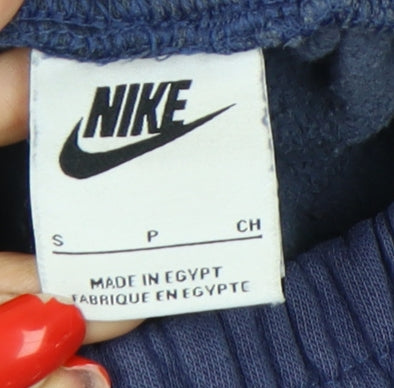 NIKE
S P CH
MADE IN EGYPT
FABRIQUE EN EGYPTE